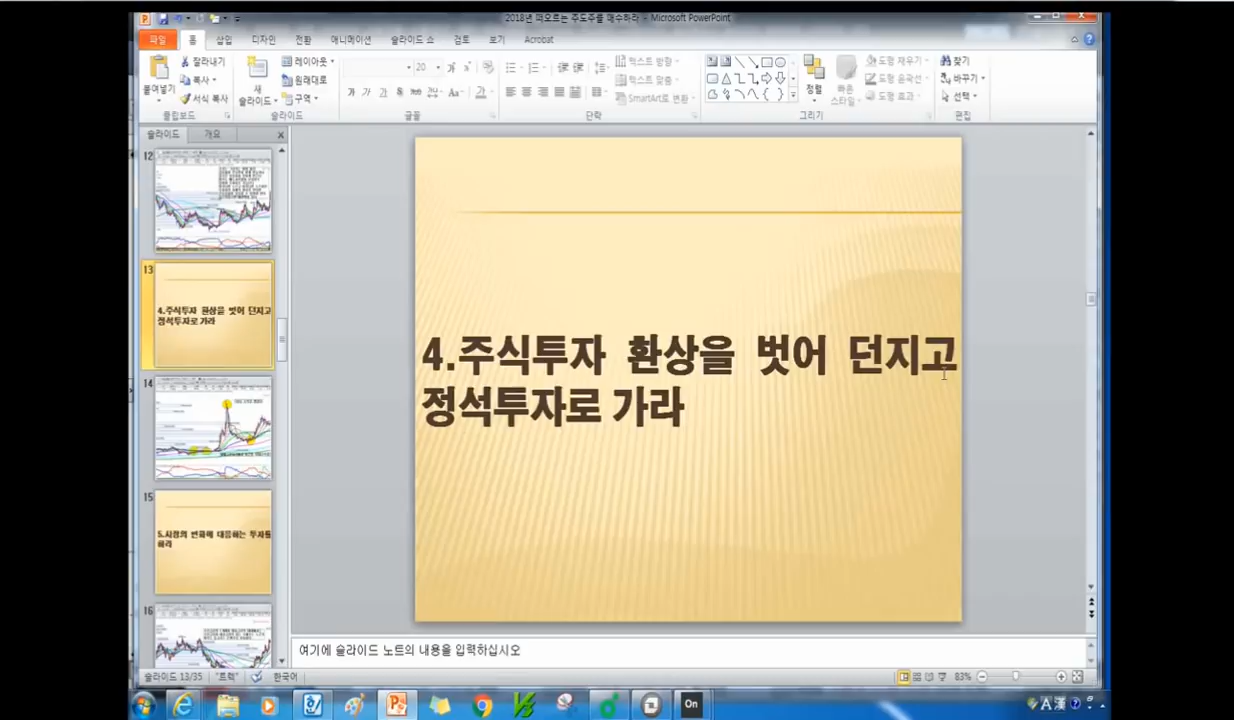 2018년 떠오르는 주도주를 매수하라 - Microsoft PowerPoint
파일 홈 삽입 디자인 전환 애니메이션 슬라이드 쇼 검토 보기 Acrobat
붙여넣기
잘라내기
복사
서식 복사
클립보드
새 슬라이드
레이아웃
원래대로
구역
슬라이드
20
글꼴
텍스트 방향
텍스트 맞춤
SmartArt로 변환
단락
정렬
빠른 스타일
도형 채우기
도형 윤곽선
도형 효과
그리기
찾기
바꾸기
선택
편집
슬라이드 개요
12
13
4.주식투자 환상을 벗어 던지고
정석투자로 가라
14
15
5.시장의 변화에 대응하는 투자를
하라
16
4.주식투자 환상을 벗어 던지고
정석투자로 가라
여기에 슬라이드 노트의 내용을 입력하십시오
슬라이드 13/35 "트랙" 한국어 83%
On
A 漢